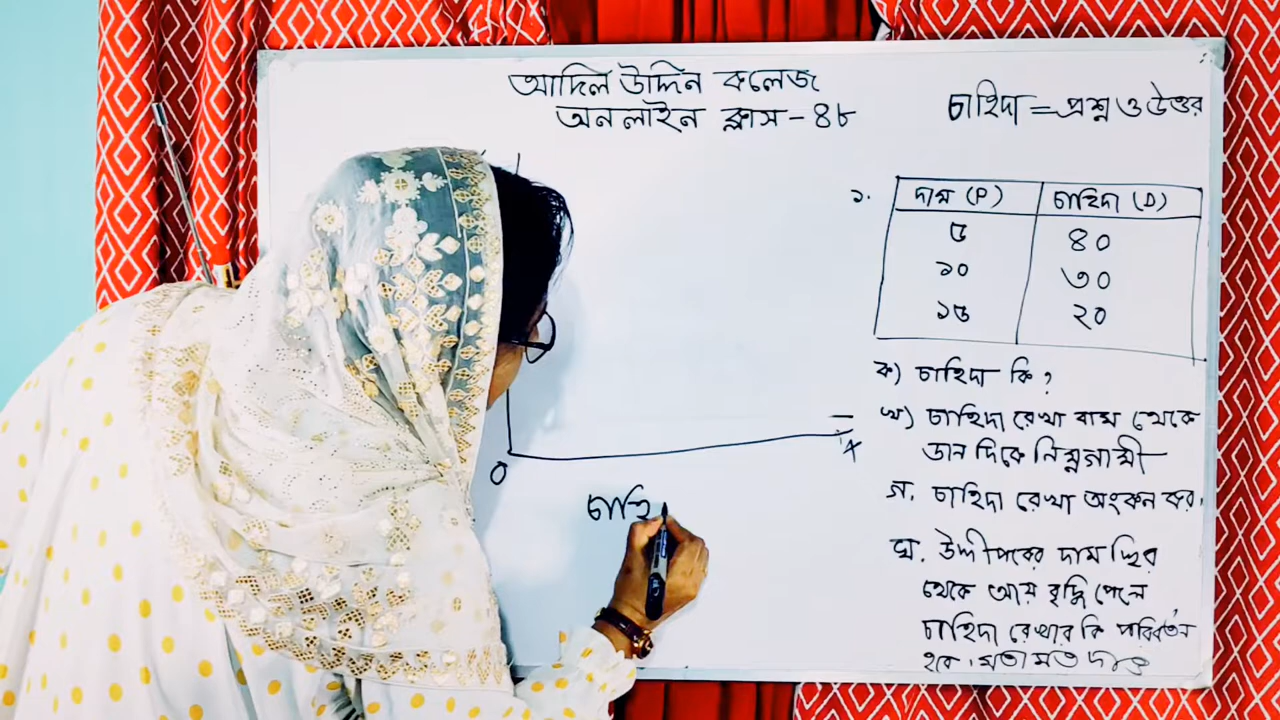 আদিল উদ্দিন কলেজ
অনলাইন ক্লাস - ৪৮
চাহিদা = প্রশ্ন ও উত্তর
১.
দাম (P) চাহিদা (D)
৫ ৪০
১০ ৩০
১৫ ২০
ক) চাহিদা কি?
খ) চাহিদা রেখা বাম থেকে
ডান দিকে নিম্নগামী
গ. চাহিদা রেখা অংকন কর।
ঘ. উদ্দীপকের দাম স্থির
থেকে আয় বৃদ্ধি পেলে
চাহিদা রেখার কি পরিবর্তন
হবে। মতামত দাও
O
চাহি